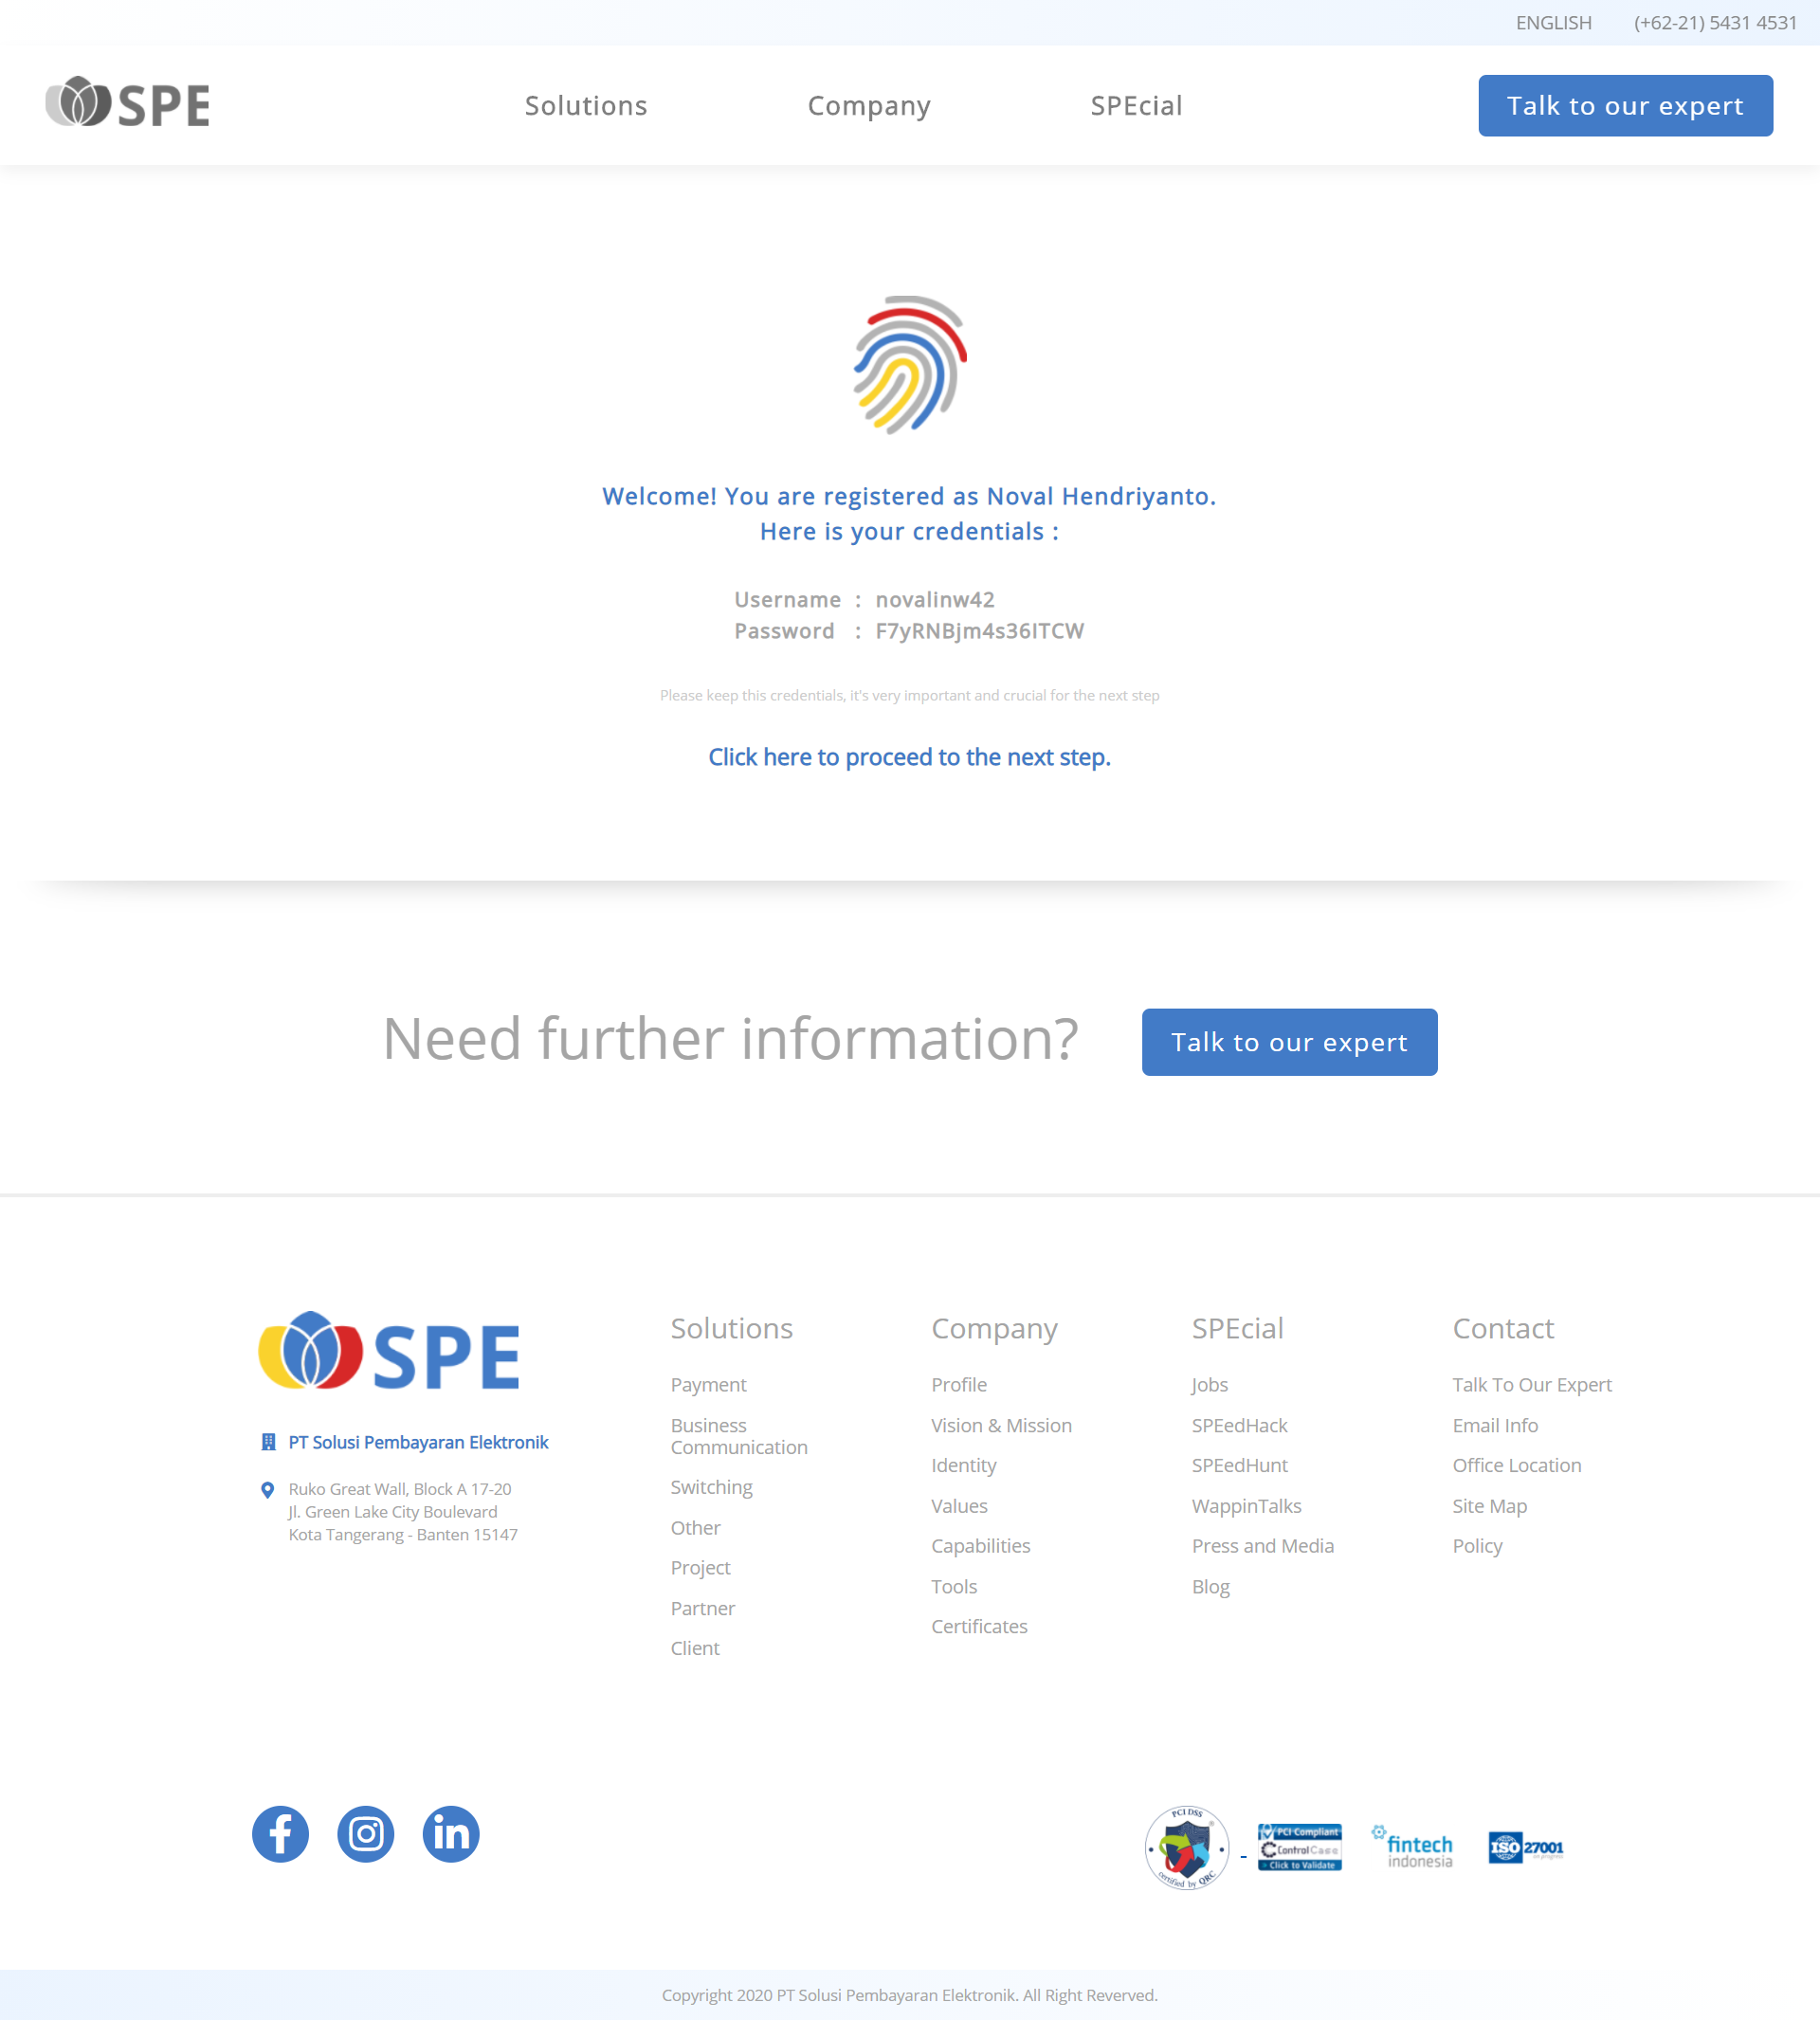 ENGLISH (+62-21) 5431 4531
SPE Solutions Company SPEcial Talk to our expert
Welcome! You are registered as Noval Hendriyanto.
Here is your credentials :
Username : novalinw42
Password : F7yRNBjm4s36ITCW
Please keep this credentials, it's very important and crucial for the next step
Click here to proceed to the next step.
Need further information? Talk to our expert
SPE
PT Solusi Pembayaran Elektronik
Ruko Great Wall, Block A 17-20
Jl. Green Lake City Boulevard
Kota Tangerang - Banten 15147
Solutions
Payment
Business
Communication
Switching
Other
Project
Partner
Client
Company
Profile
Vision & Mission
Identity
Values
Capabilities
Tools
Certificates
SPEcial
Jobs
SPEedHack
SPEedHunt
WappinTalks
Press and Media
Blog
Contact
Talk To Our Expert
Email Info
Office Location
Site Map
Policy
PCI DSS
certified by QRC
PCI Compliant
ControlCase
Click to Validate
fintech
indonesia
ISO 27001
in progress
Copyright 2020 PT Solusi Pembayaran Elektronik. All Right Reverved.